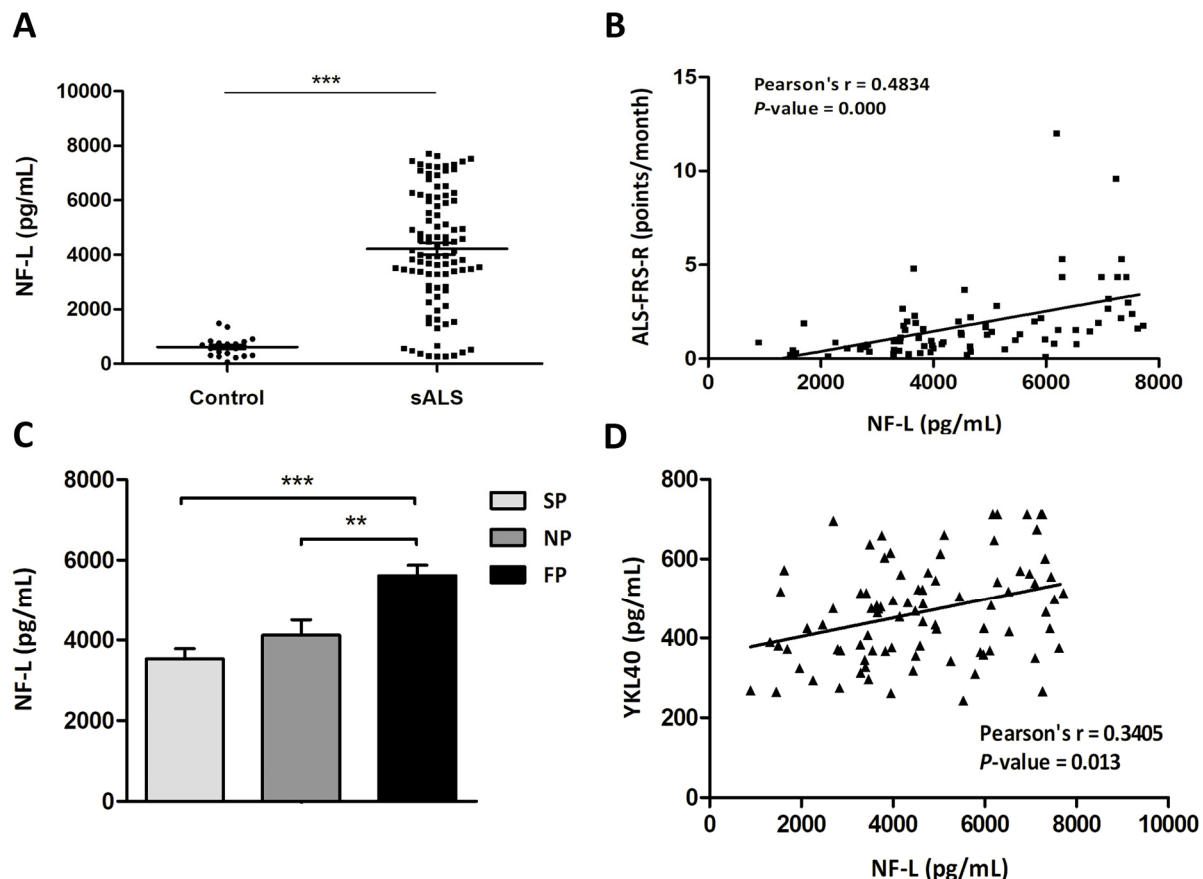 A
***
10000
8000
6000
4000
2000
0
NF-L (pg/mL)
Control
sALS
B
Pearson's r = 0.4834
P-value = 0.000
15
10
5
0
ALS-FRS-R (points/month)
0
2000
4000
6000
8000
NF-L (pg/mL)
C
***
**
8000
6000
4000
2000
0
NF-L (pg/mL)
SP
NP
FP
D
800
600
400
200
0
YKL40 (pg/mL)
Pearson's r = 0.3405
P-value = 0.013
0
2000
4000
6000
8000
10000
NF-L (pg/mL)